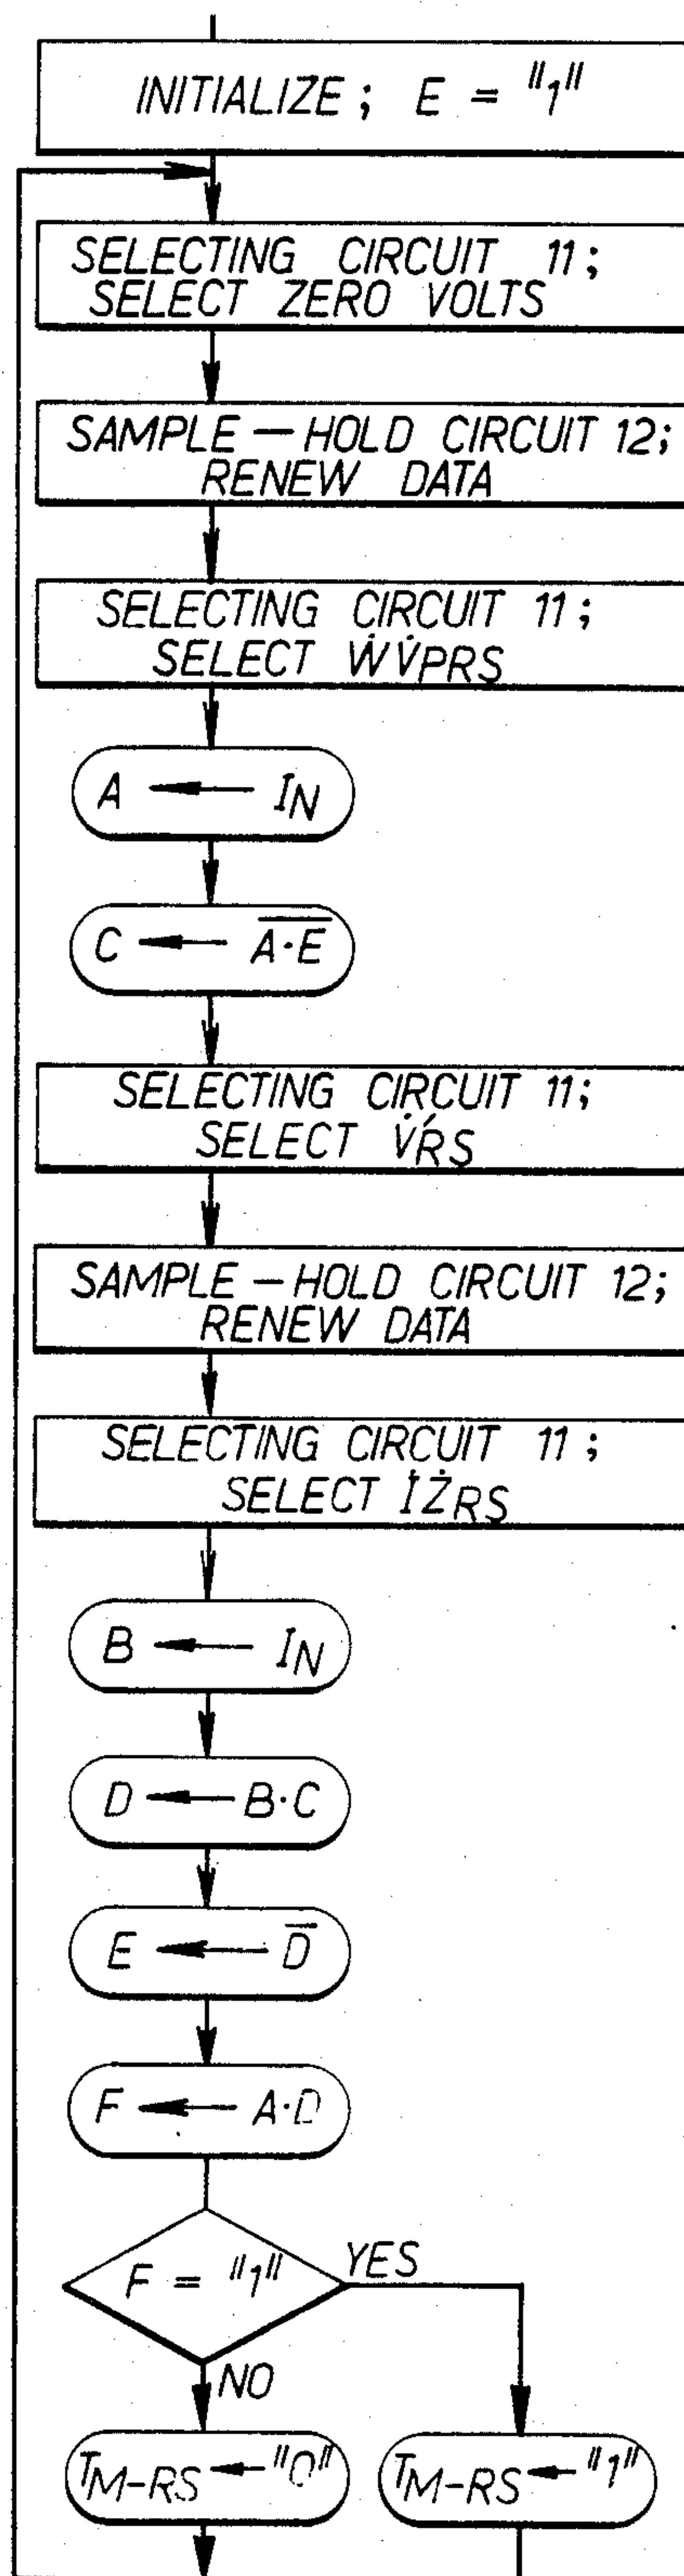 INITIALIZE; E = "1"
SELECTING CIRCUIT 11;
SELECT ZERO VOLTS
SAMPLE-HOLD CIRCUIT 12;
RENEW DATA
SELECTING CIRCUIT 11;
SELECT ẆV̇PRS
A ← IN
C ← \overline{A·E}
SELECTING CIRCUIT 11;
SELECT V̇′RS
SAMPLE-HOLD CIRCUIT 12;
RENEW DATA
SELECTING CIRCUIT 11;
SELECT İŻRS
B ← IN
D ← B·C
E ← D̅
F ← A·D
F = "1"
YES
NO
TM-RS ← "0"
TM-RS ← "1"